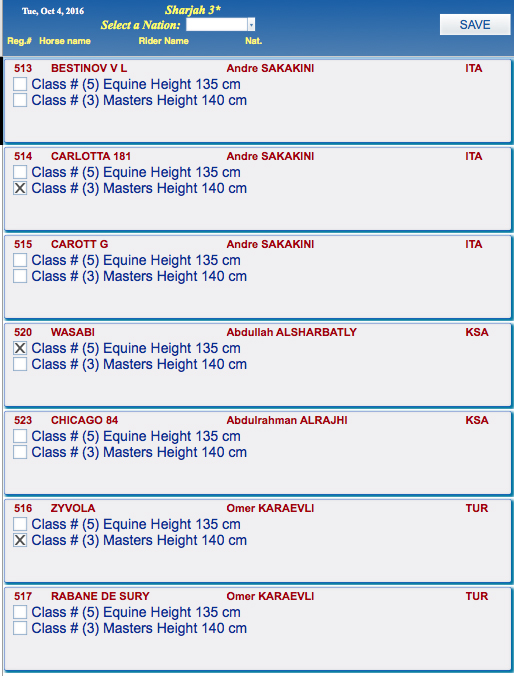 Tue, Oct 4, 2016 Sharjah 3*
Select a Nation: SAVE
Reg.# Horse name Rider Name Nat.
513 BESTINOV V L Andre SAKAKINI ITA
Class # (5) Equine Height 135 cm
Class # (3) Masters Height 140 cm
514 CARLOTTA 181 Andre SAKAKINI ITA
Class # (5) Equine Height 135 cm
X Class # (3) Masters Height 140 cm
515 CAROTT G Andre SAKAKINI ITA
Class # (5) Equine Height 135 cm
Class # (3) Masters Height 140 cm
520 WASABI Abdullah ALSHARBATLY KSA
X Class # (5) Equine Height 135 cm
Class # (3) Masters Height 140 cm
523 CHICAGO 84 Abdulrahman ALRAJHI KSA
Class # (5) Equine Height 135 cm
Class # (3) Masters Height 140 cm
516 ZYVOLA Omer KARAEVLI TUR
Class # (5) Equine Height 135 cm
X Class # (3) Masters Height 140 cm
517 RABANE DE SURY Omer KARAEVLI TUR
Class # (5) Equine Height 135 cm
Class # (3) Masters Height 140 cm